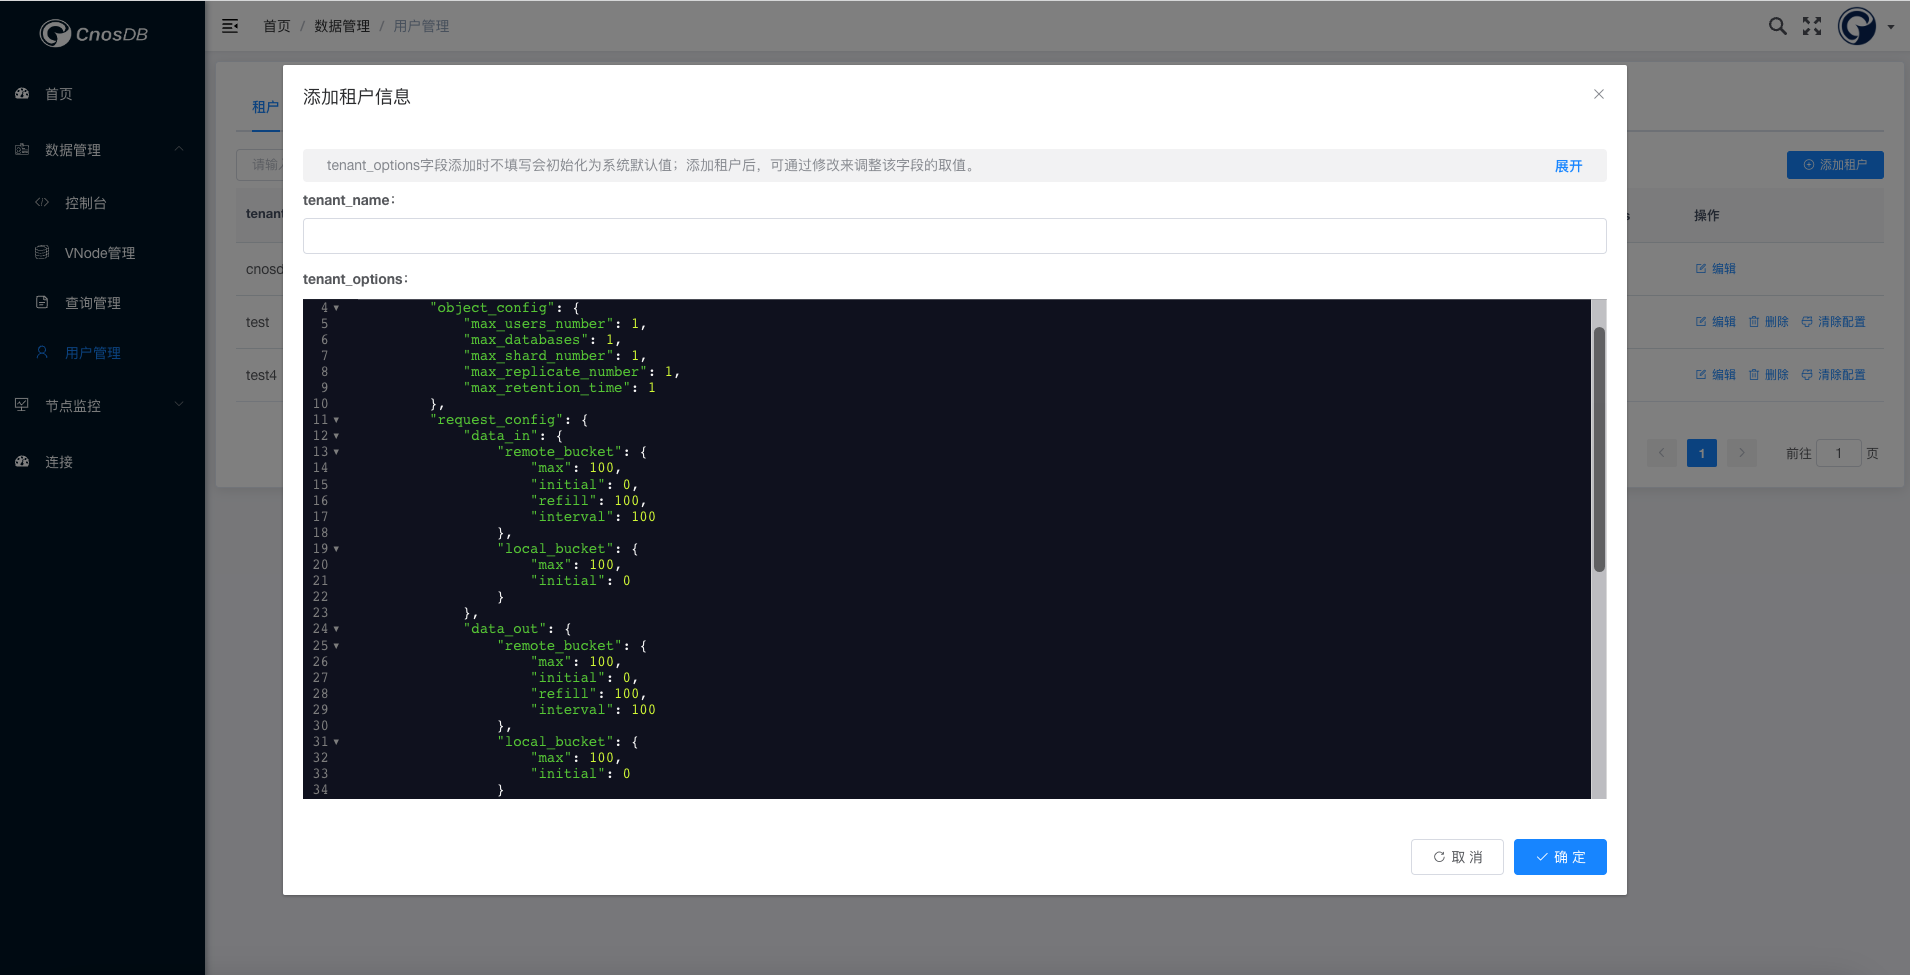 CnosDB
首页
数据管理
控制台
VNode管理
查询管理
用户管理
节点监控
连接
首页 / 数据管理 / 用户管理
租户
请输
添加租户
tenant
操作
cnosd
编辑
test
编辑 删除 清除配置
test4
编辑 删除 清除配置
1
前往 1 页
添加租户信息
tenant_options字段添加时不填写会初始化为系统默认值；添加租户后，可通过修改来调整该字段的取值。
展开
tenant_name：
tenant_options：
4 "object_config": {
5 "max_users_number": 1,
6 "max_databases": 1,
7 "max_shard_number": 1,
8 "max_replicate_number": 1,
9 "max_retention_time": 1
10 },
11 "request_config": {
12 "data_in": {
13 "remote_bucket": {
14 "max": 100,
15 "initial": 0,
16 "refill": 100,
17 "interval": 100
18 },
19 "local_bucket": {
20 "max": 100,
21 "initial": 0
22 }
23 },
24 "data_out": {
25 "remote_bucket": {
26 "max": 100,
27 "initial": 0,
28 "refill": 100,
29 "interval": 100
30 },
31 "local_bucket": {
32 "max": 100,
33 "initial": 0
34 }
取 消
确 定